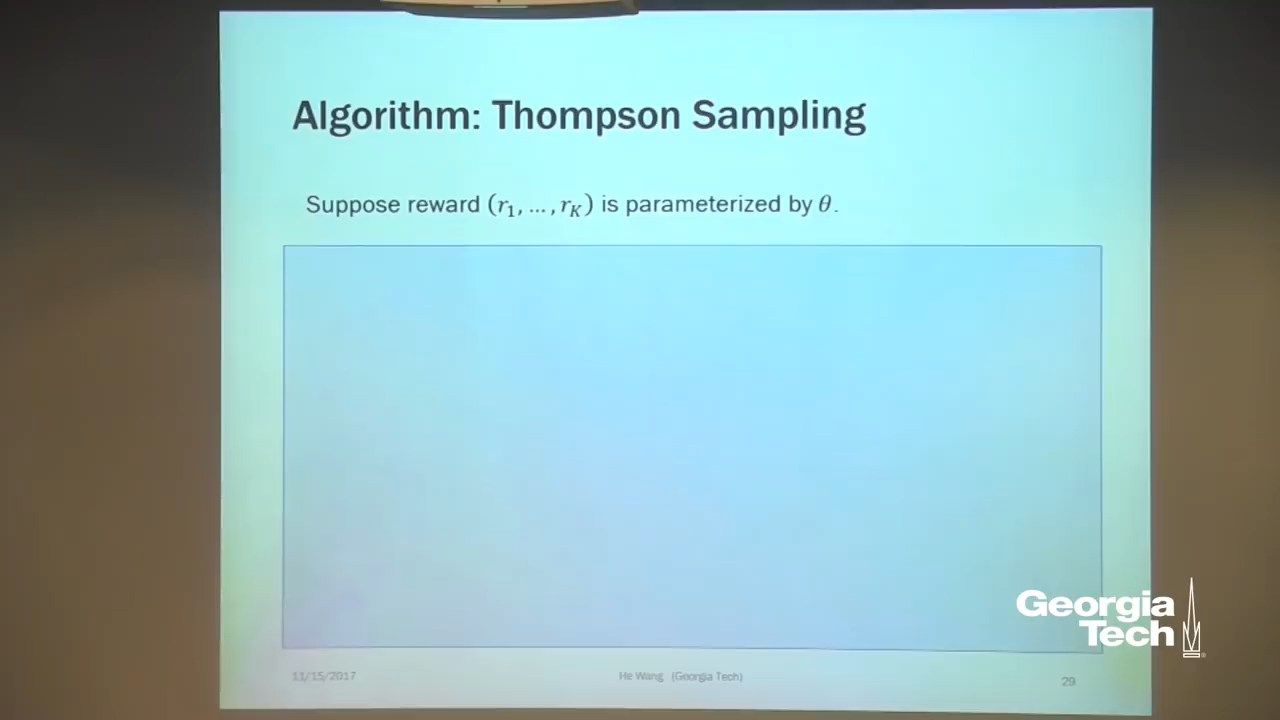 Algorithm: Thompson Sampling
Suppose reward (r₁, … , r_K) is parameterized by θ.
11/15/2017
He Wang (Georgia Tech)
29
Georgia
Tech